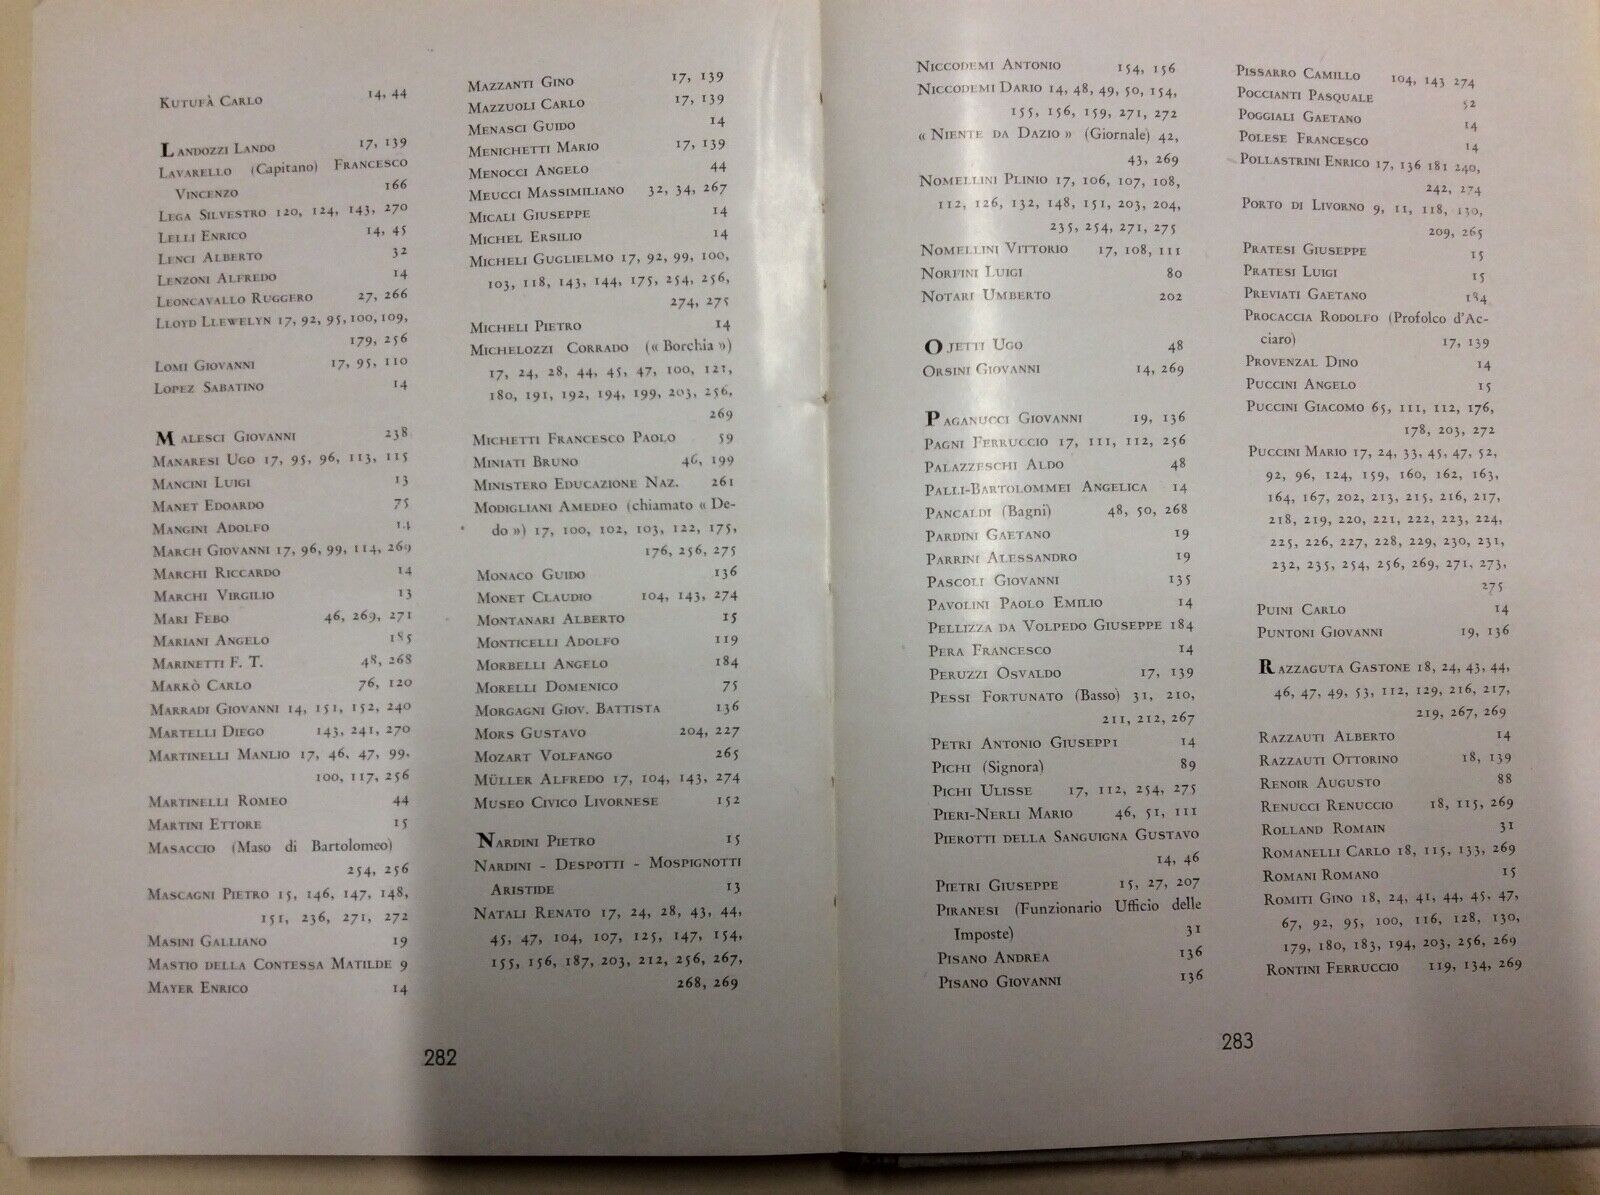 KUTUFÀ CARLO 14, 44
LANDOZZI LANDO 17, 139
LAVARELLO (Capitano) FRANCESCO
VINCENZO 166
LEGA SILVESTRO 120, 124, 143, 270
LELLI ENRICO 14, 45
LENCI ALBERTO 32
LENZONI ALFREDO 14
LEONCAVALLO RUGGERO 27, 266
LLOYD LLEWELYN 17, 92, 95, 100, 109,
179, 256
LOMI GIOVANNI 17, 95, 110
LOPEZ SABATINO 14
MALESCI GIOVANNI 238
MANARESI UGO 17, 95, 96, 113, 115
MANCINI LUIGI 13
MANET EDOARDO 75
MANGINI ADOLFO 14
MARCH GIOVANNI 17, 96, 99, 114, 269
MARCHI RICCARDO 14
MARCHI VIRGILIO 13
MARI FEBO 46, 269, 271
MARIANI ANGELO 185
MARINETTI F. T. 48, 268
MARKÒ CARLO 76, 120
MARRADI GIOVANNI 14, 151, 152, 240
MARTELLI DIEGO 143, 241, 270
MARTINELLI MANLIO 17, 46, 47, 99,
100, 117, 256
MARTINELLI ROMEO 44
MARTINI ETTORE 15
MASACCIO (Maso di Bartolomeo)
254, 256
MASCAGNI PIETRO 15, 146, 147, 148,
151, 236, 271, 272
MASINI GALLIANO 19
MASTIO DELLA CONTESSA MATILDE 9
MAYER ENRICO 14
MAZZANTI GINO 17, 139
MAZZUOLI CARLO 17, 139
MENASCI GUIDO 14
MENICHETTI MARIO 17, 139
MENOCCI ANGELO 44
MEUCCI MASSIMILIANO 32, 34, 267
MICALI GIUSEPPE 14
MICHEL ERSILIO 14
MICHELI GUGLIELMO 17, 92, 99, 100,
103, 118, 143, 144, 175, 254, 256,
274, 275
MICHELI PIETRO 14
MICHELOZZI CORRADO (« Borchia »)
17, 24, 28, 44, 45, 47, 100, 121,
180, 191, 192, 194, 199, 203, 256,
269
MICHETTI FRANCESCO PAOLO 59
MINIATI BRUNO 46, 199
MINISTERO EDUCAZIONE NAZ. 261
MODIGLIANI AMEDEO (chiamato « De-
do ») 17, 100, 102, 103, 122, 175,
176, 256, 275
MONACO GUIDO 136
MONET CLAUDIO 104, 143, 274
MONTANARI ALBERTO 15
MONTICELLI ADOLFO 119
MORBELLI ANGELO 184
MORELLI DOMENICO 75
MORGAGNI GIOV. BATTISTA 136
MORS GUSTAVO 204, 227
MOZART VOLFANGO 265
MÜLLER ALFREDO 17, 104, 143, 274
MUSEO CIVICO LIVORNESE 152
NARDINI PIETRO 15
NARDINI - DESPOTTI - MOSPIGNOTTI
ARISTIDE 13
NATALI RENATO 17, 24, 28, 43, 44,
45, 47, 104, 107, 125, 147, 154,
155, 156, 187, 203, 212, 256, 267,
268, 269
282
NICCODEMI ANTONIO 154, 156
NICCODEMI DARIO 14, 48, 49, 50, 154,
155, 156, 159, 271, 272
« NIENTE DA DAZIO » (Giornale) 42,
43, 269
NOMELLINI PLINIO 17, 106, 107, 108,
112, 126, 132, 148, 151, 203, 204,
235, 254, 271, 275
NOMELLINI VITTORIO 17, 108, 111
NORFINI LUIGI 80
NOTARI UMBERTO 202
OJETTI UGO 48
ORSINI GIOVANNI 14, 269
PAGANUCCI GIOVANNI 19, 136
PAGNI FERRUCCIO 17, 111, 112, 256
PALAZZESCHI ALDO 48
PALLI-BARTOLOMMEI ANGELICA 14
PANCALDI (Bagni) 48, 50, 268
PARDINI GAETANO 19
PARRINI ALESSANDRO 19
PASCOLI GIOVANNI 135
PAVOLINI PAOLO EMILIO 14
PELLIZZA DA VOLPEDO GIUSEPPE 184
PERA FRANCESCO 14
PERUZZI OSVALDO 17, 139
PESSI FORTUNATO (Basso) 31, 210,
211, 212, 267
PETRI ANTONIO GIUSEPPI 14
PICHI (Signora) 89
PICHI ULISSE 17, 112, 254, 275
PIERI-NERLI MARIO 46, 51, 111
PIEROTTI DELLA SANGUIGNA GUSTAVO
14, 46
PIETRI GIUSEPPE 15, 27, 207
PIRANESI (Funzionario Ufficio delle
Imposte) 31
PISANO ANDREA 136
PISANO GIOVANNI 136
PISSARRO CAMILLO 104, 143 274
POCCIANTI PASQUALE 52
POGGIALI GAETANO 14
POLESE FRANCESCO 14
POLLASTRINI ENRICO 17, 136 181 240,
242, 274
PORTO DI LIVORNO 9, 11, 118, 130,
209, 265
PRATESI GIUSEPPE 15
PRATESI LUIGI 15
PREVIATI GAETANO 184
PROCACCIA RODOLFO (Profolco d'Ac-
ciaro) 17, 139
PROVENZAL DINO 14
PUCCINI ANGELO 15
PUCCINI GIACOMO 65, 111, 112, 176,
178, 203, 272
PUCCINI MARIO 17, 24, 33, 45, 47, 52,
92, 96, 124, 159, 160, 162, 163,
164, 167, 202, 213, 215, 216, 217,
218, 219, 220, 221, 222, 223, 224,
225, 226, 227, 228, 229, 230, 231,
232, 235, 254, 256, 269, 271, 273,
275
PUINI CARLO 14
PUNTONI GIOVANNI 19, 136
RAZZAGUTA GASTONE 18, 24, 43, 44,
46, 47, 49, 53, 112, 129, 216, 217,
219, 267, 269
RAZZAUTI ALBERTO 14
RAZZAUTI OTTORINO 18, 139
RENOIR AUGUSTO 88
RENUCCI RENUCCIO 18, 115, 269
ROLLAND ROMAIN 31
ROMANELLI CARLO 18, 115, 133, 269
ROMANI ROMANO 15
ROMITI GINO 18, 24, 41, 44, 45, 47,
67, 92, 95, 100, 116, 128, 130,
179, 180, 183, 194, 203, 256, 269
RONTINI FERRUCCIO 119, 134, 269
283